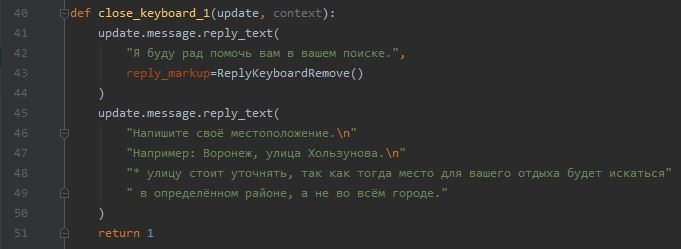 40 def close_keyboard_1(update, context):
41 update.message.reply_text(
42 "Я буду рад помочь вам в вашем поиске.",
43 reply_markup=ReplyKeyboardRemove()
44 )
45 update.message.reply_text(
46 "Напишите своё местоположение.\n"
47 "Например: Воронеж, улица Хользунова.\n"
48 "* улицу стоит уточнять, так как тогда место для вашего отдыха будет искаться"
49 " в определённом районе, а не во всём городе."
50 )
51 return 1